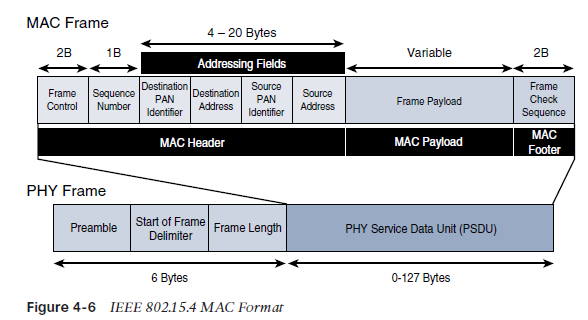 MAC Frame
4 – 20 Bytes
2B 1B Addressing Fields Variable 2B
Frame Control
Sequence Number
Destination PAN Identifier
Destination Address
Source PAN Identifier
Source Address
Frame Payload
Frame Check Sequence
MAC Header
MAC Payload
MAC Footer
PHY Frame
Preamble
Start of Frame Delimiter
Frame Length
PHY Service Data Unit (PSDU)
6 Bytes
0-127 Bytes
Figure 4-6 IEEE 802.15.4 MAC Format